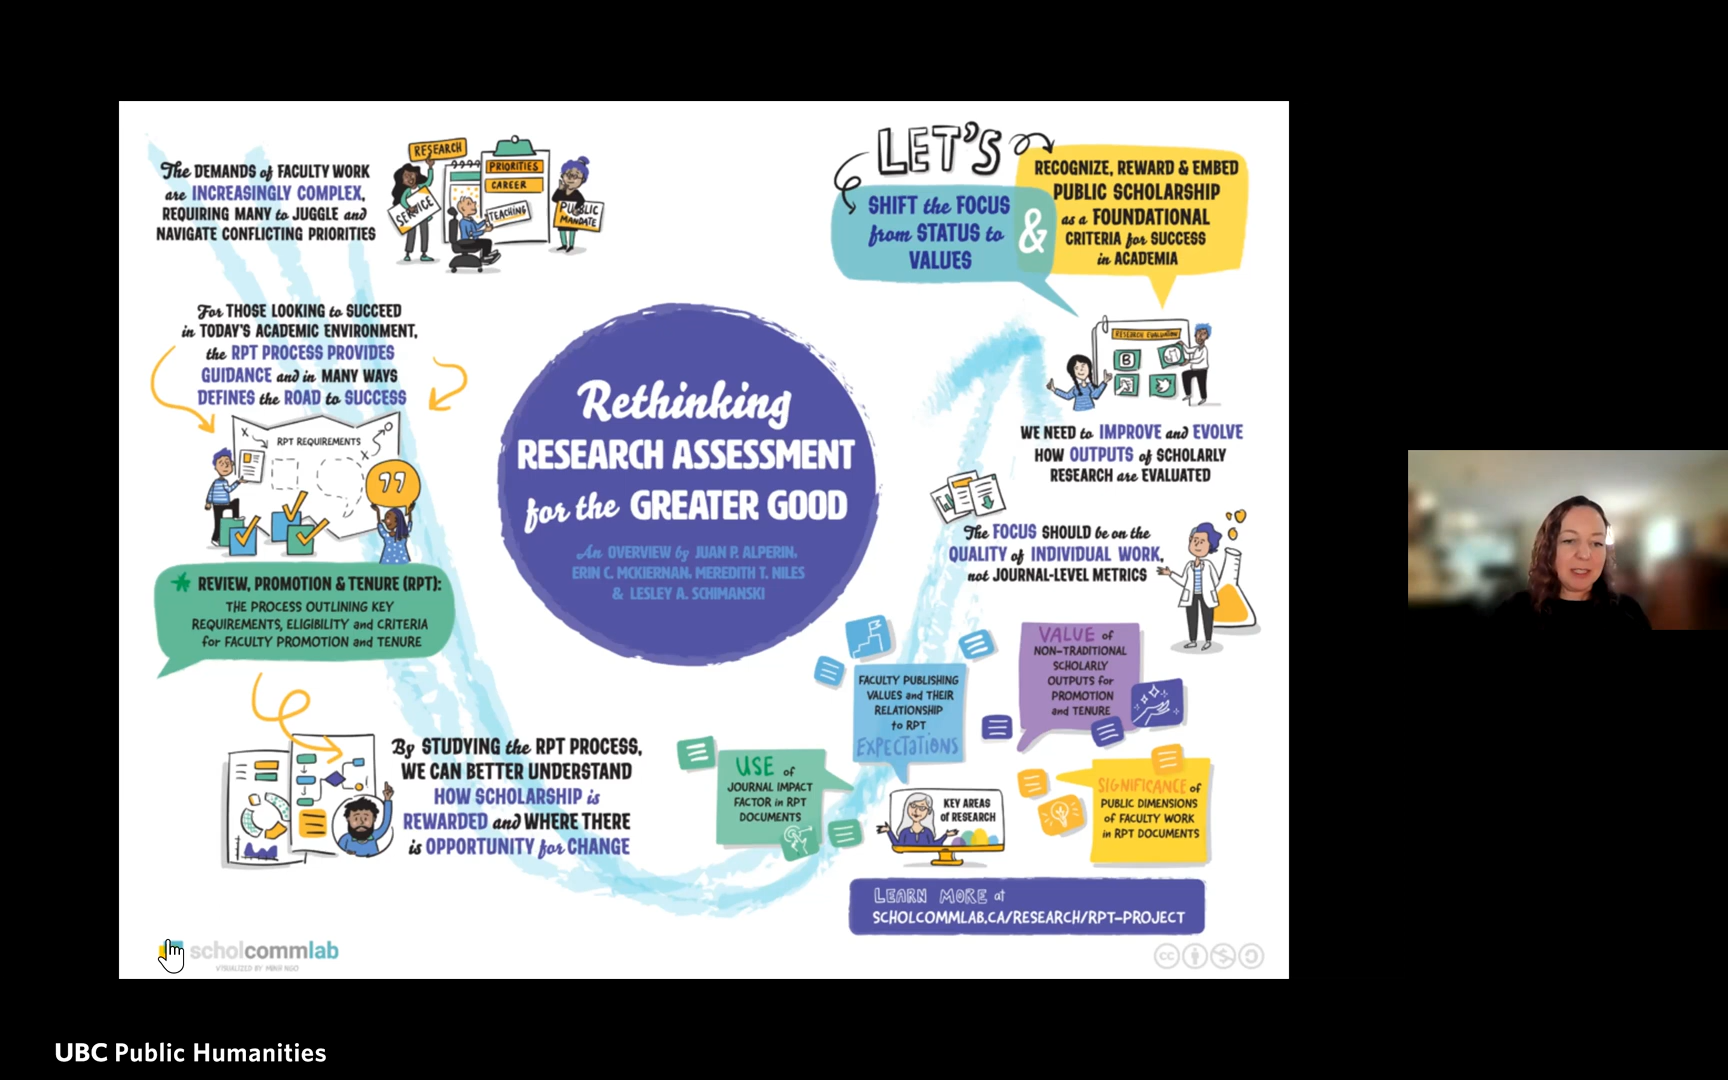 The DEMANDS of FACULTY WORK
are INCREASINGLY COMPLEX,
REQUIRING MANY to JUGGLE and
NAVIGATE CONFLICTING PRIORITIES
RESEARCH
PRIORITIES
CAREER
SERVICE
TEACHING
PUBLIC
MANDATE
For THOSE LOOKING to SUCCEED
in TODAY'S ACADEMIC ENVIRONMENT,
the RPT PROCESS PROVIDES
GUIDANCE and in MANY WAYS
DEFINES the ROAD to SUCCESS
RPT REQUIREMENTS
REVIEW, PROMOTION & TENURE (RPT):
THE PROCESS OUTLINING KEY
REQUIREMENTS, ELIGIBILITY and CRITERIA
for FACULTY PROMOTION and TENURE
By STUDYING the RPT PROCESS,
WE CAN BETTER UNDERSTAND
HOW SCHOLARSHIP is
REWARDED and WHERE THERE
is OPPORTUNITY for CHANGE
Rethinking
RESEARCH ASSESSMENT
for the GREATER GOOD
An OVERVIEW by JUAN P. ALPERIN,
ERIN C. MCKIERNAN, MEREDITH T. NILES
& LESLEY A. SCHIMANSKI
USE of
JOURNAL IMPACT
FACTOR in RPT
DOCUMENTS
FACULTY PUBLISHING
VALUES and THEIR
RELATIONSHIP
to RPT
EXPECTATIONS
VALUE of
NON-TRADITIONAL
SCHOLARLY
OUTPUTS for
PROMOTION
and TENURE
SIGNIFICANCE of
PUBLIC DIMENSIONS
of FACULTY WORK
in RPT DOCUMENTS
KEY AREAS
of RESEARCH
The FOCUS SHOULD be on the
QUALITY of INDIVIDUAL WORK,
not JOURNAL-LEVEL METRICS
WE NEED to IMPROVE and EVOLVE
HOW OUTPUTS of SCHOLARLY
RESEARCH are EVALUATED
RESEARCH EVALUATION
B
LET'S
SHIFT the FOCUS
from STATUS to
VALUES
&
RECOGNIZE, REWARD & EMBED
PUBLIC SCHOLARSHIP
as a FOUNDATIONAL
CRITERIA for SUCCESS
in ACADEMIA
LEARN MORE at
SCHOLCOMMLAB.CA/RESEARCH/RPT-PROJECT
scholcommlab
VISUALIZED BY MINH NGO
cc
UBC Public Humanities